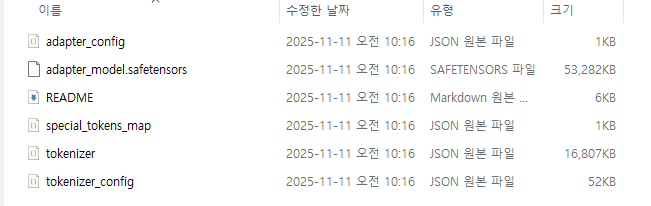 이름 수정한 날짜 유형 크기
adapter_config 2025-11-11 오전 10:16 JSON 원본 파일 1KB
adapter_model.safetensors 2025-11-11 오전 10:16 SAFETENSORS 파일 53,282KB
README 2025-11-11 오전 10:16 Markdown 원본 ... 6KB
special_tokens_map 2025-11-11 오전 10:16 JSON 원본 파일 1KB
tokenizer 2025-11-11 오전 10:16 JSON 원본 파일 16,807KB
tokenizer_config 2025-11-11 오전 10:16 JSON 원본 파일 52KB